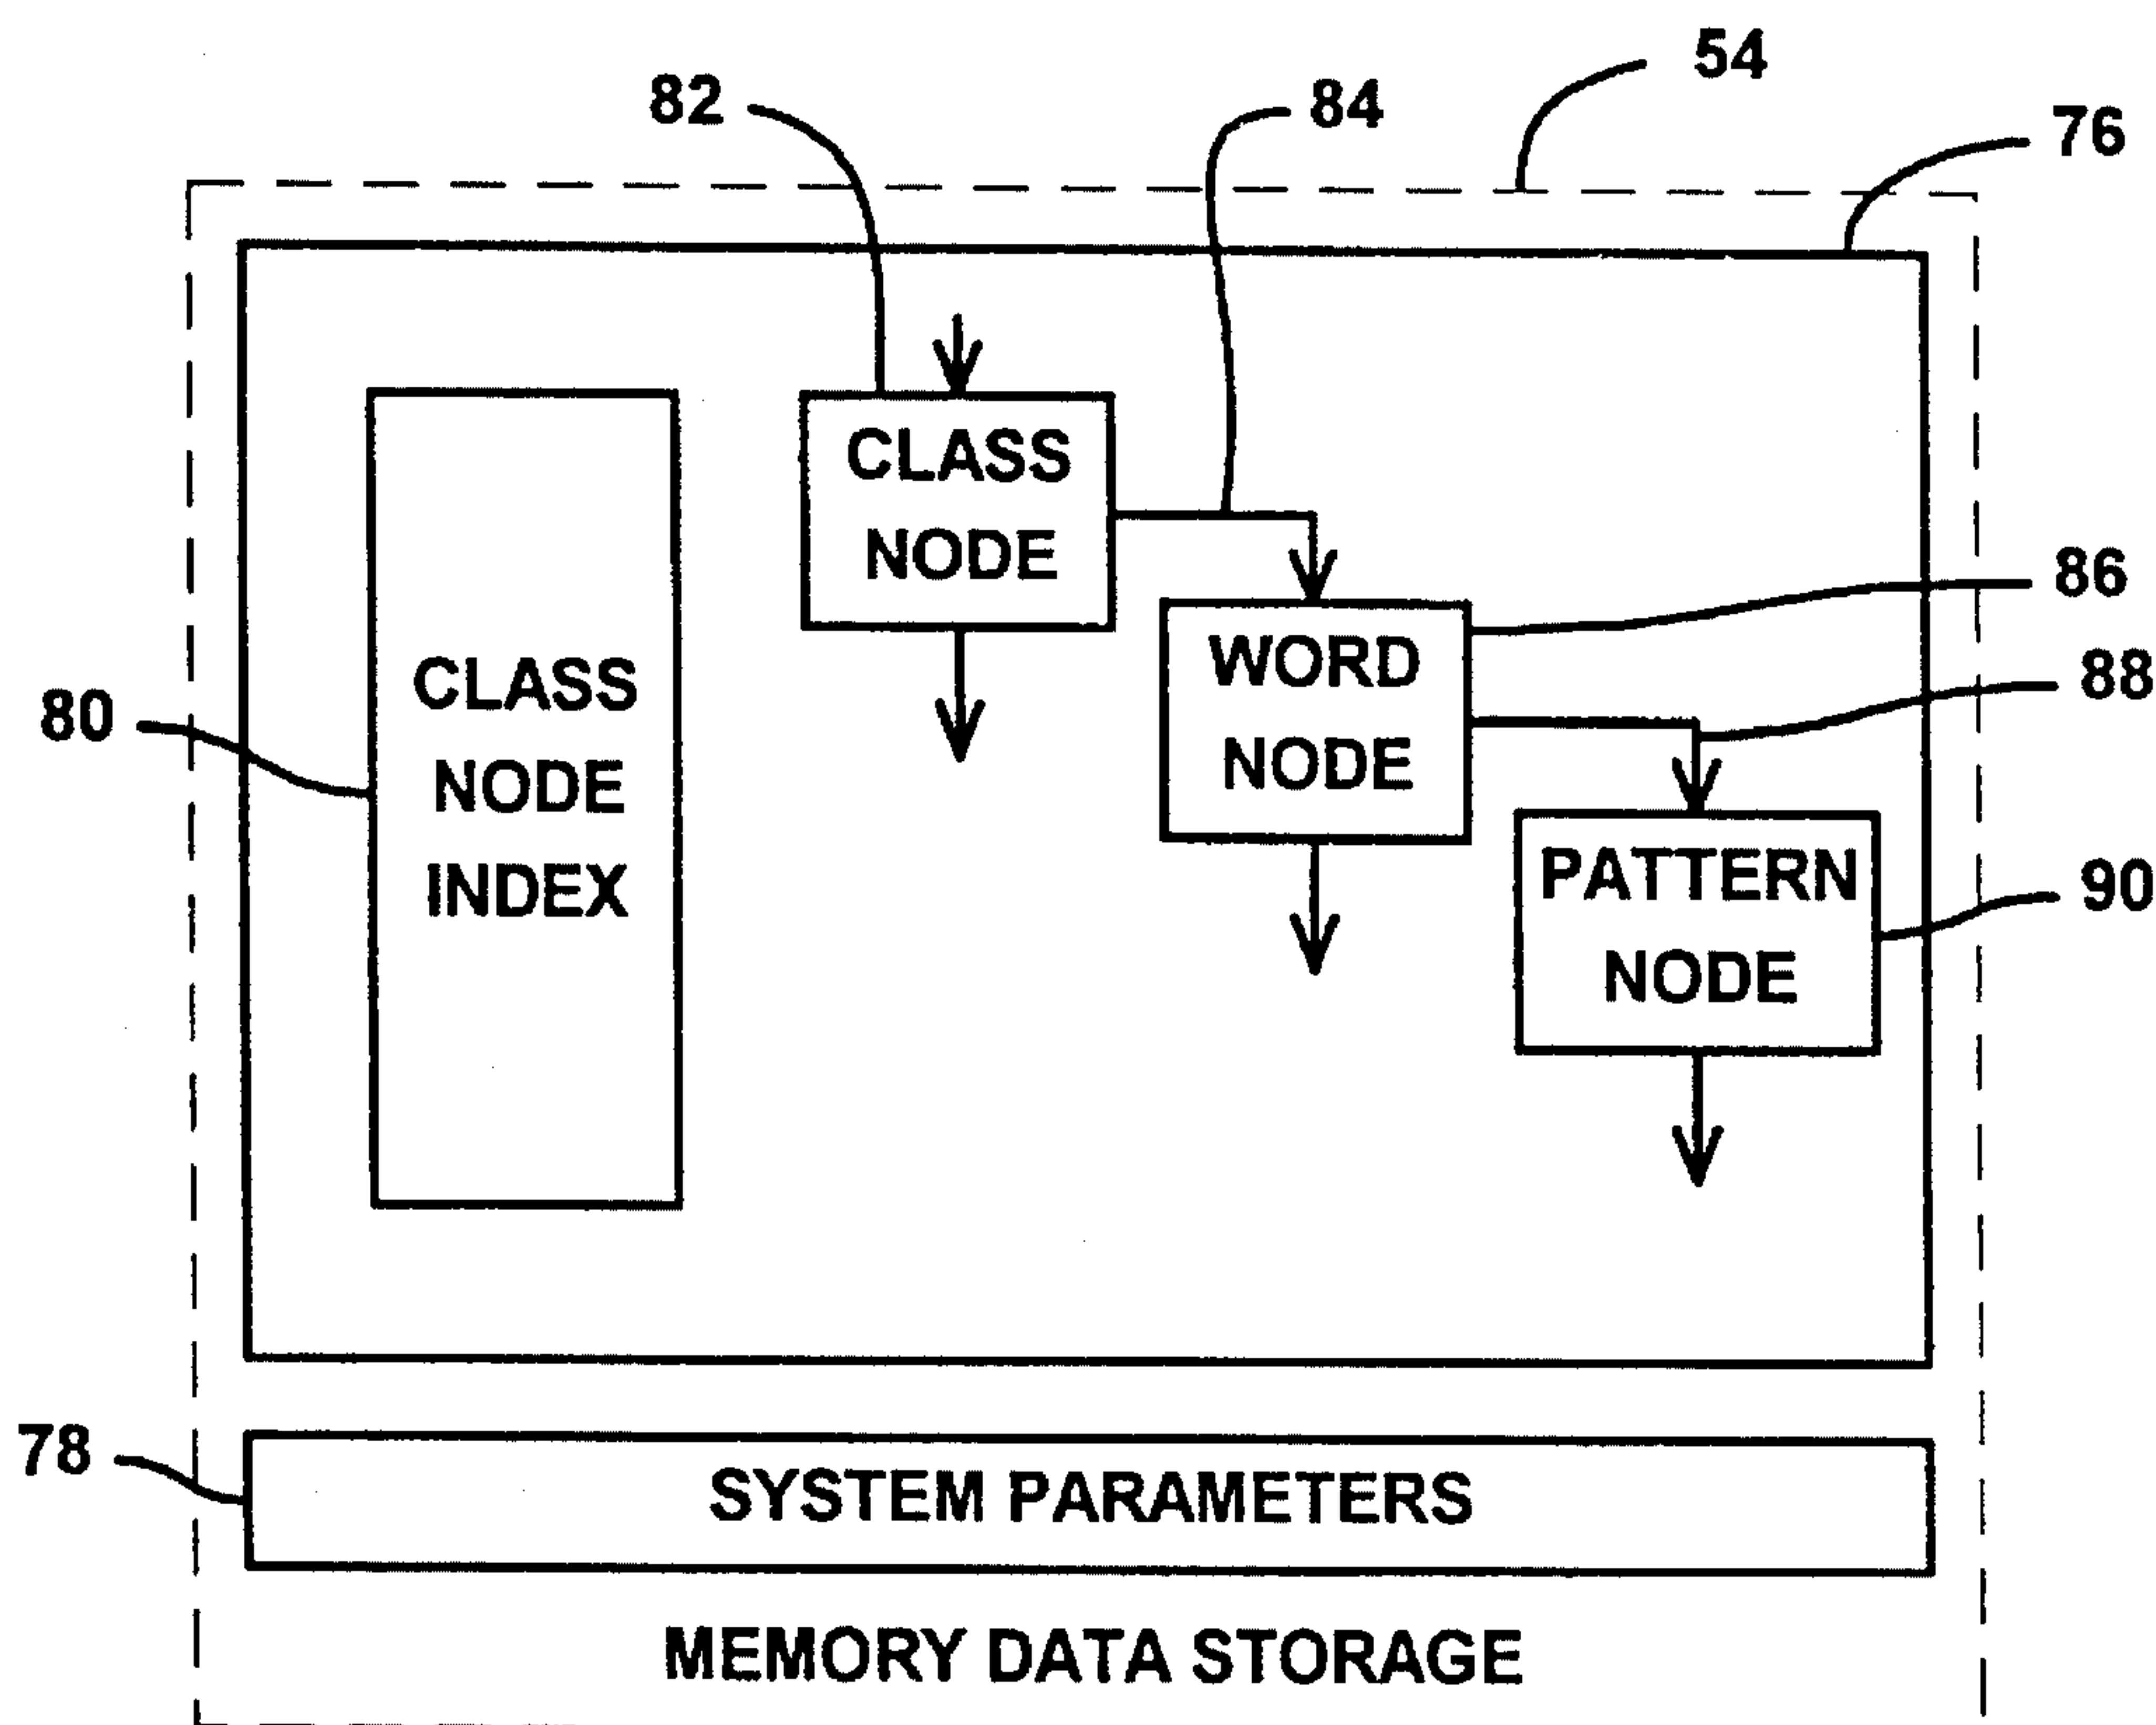 54
82
84
76
CLASS
NODE
86
WORD
NODE
88
80
CLASS
NODE
INDEX
PATTERN
NODE
90
78
SYSTEM PARAMETERS
MEMORY DATA STORAGE